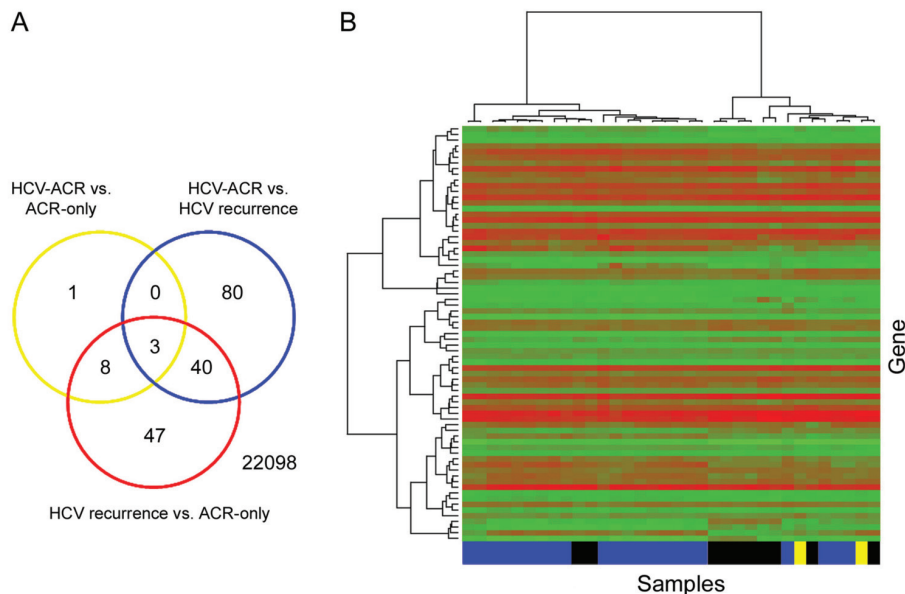 A
B
HCV-ACR vs.
ACR-only
HCV-ACR vs.
HCV recurrence
1
0
80
3
8
40
47
22098
HCV recurrence vs. ACR-only
Gene
Samples